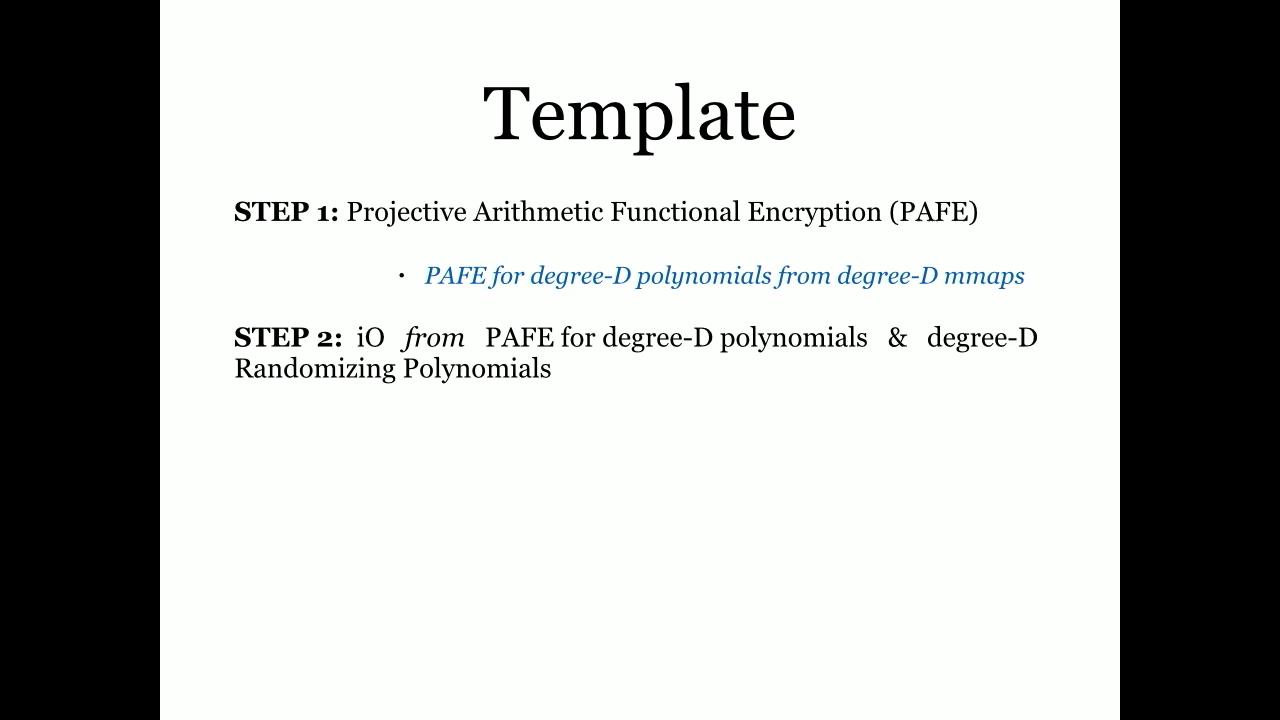 Template
STEP 1: Projective Arithmetic Functional Encryption (PAFE)
• PAFE for degree-D polynomials from degree-D mmaps
STEP 2: iO from PAFE for degree-D polynomials & degree-D
Randomizing Polynomials